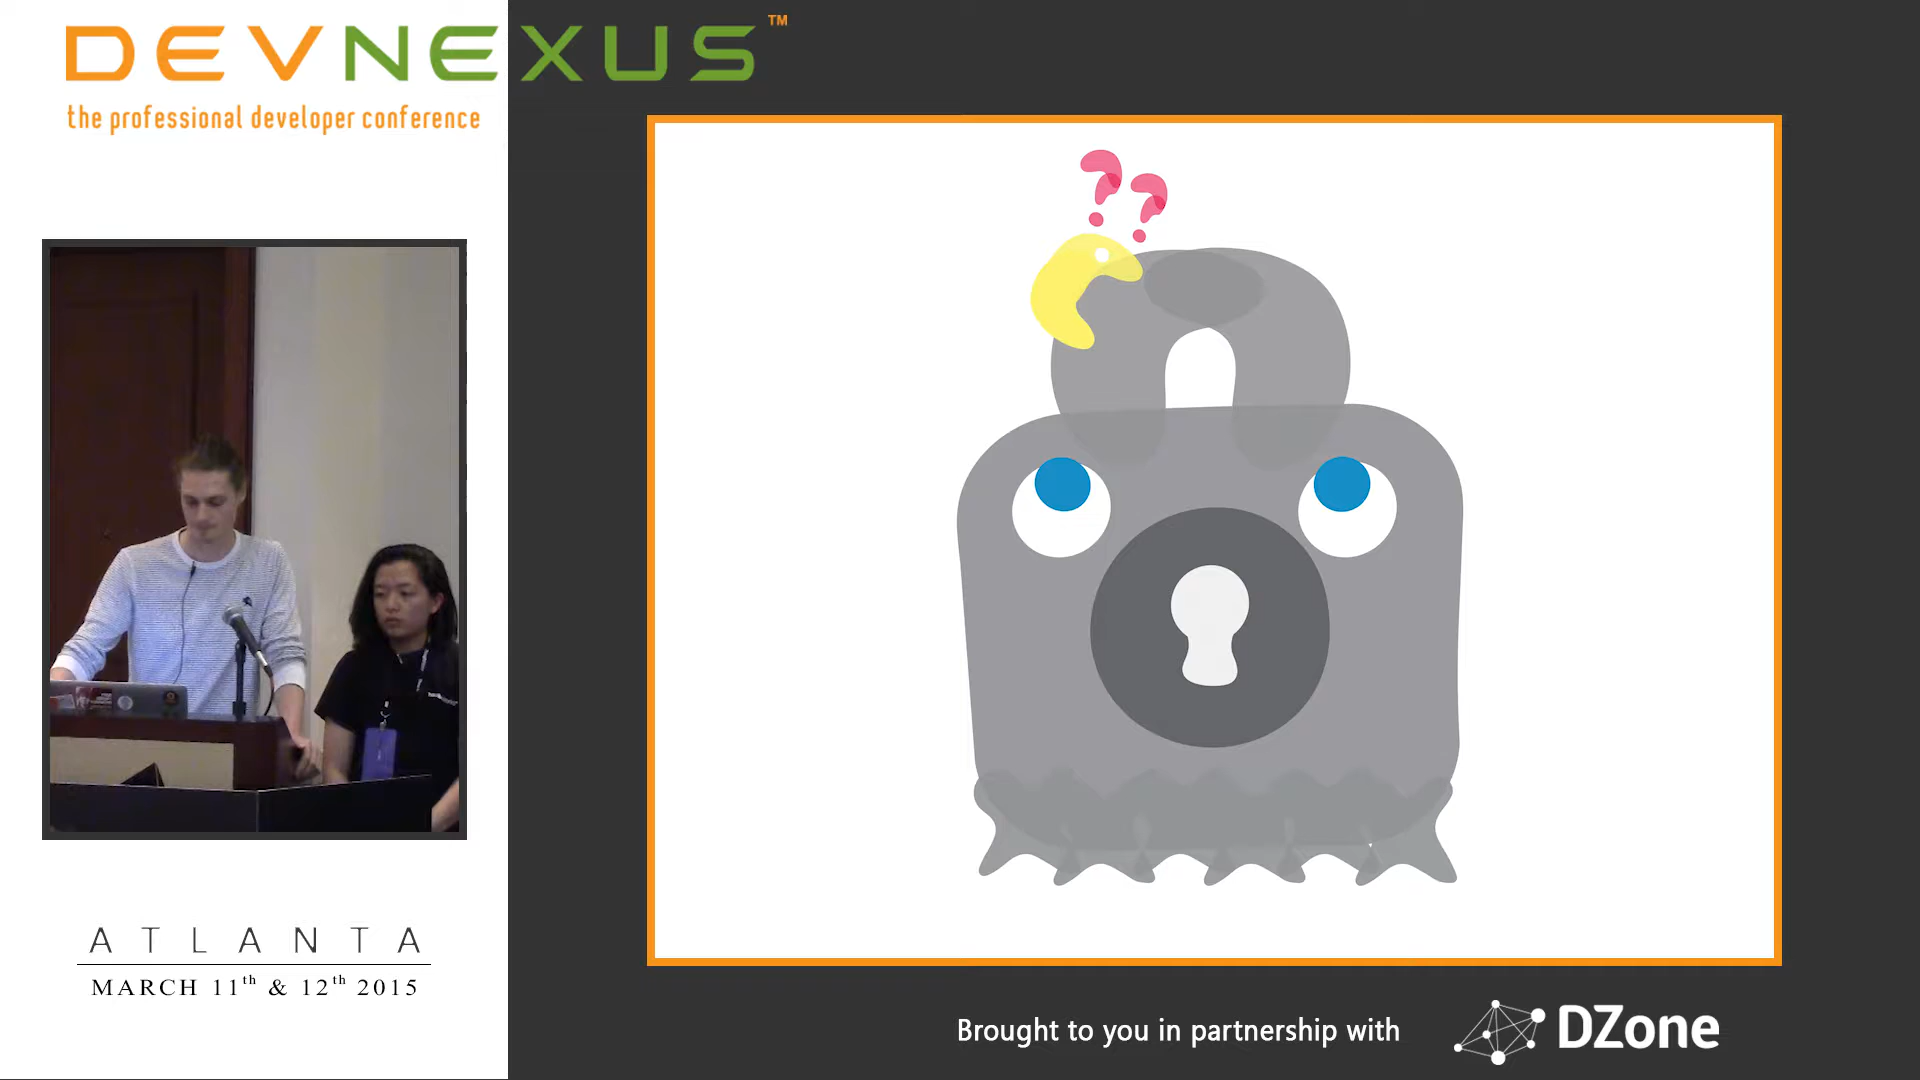 DEVNEXUS™
the professional developer conference
??
ATLANTA
MARCH 11th & 12th 2015
Brought to you in partnership with
DZone